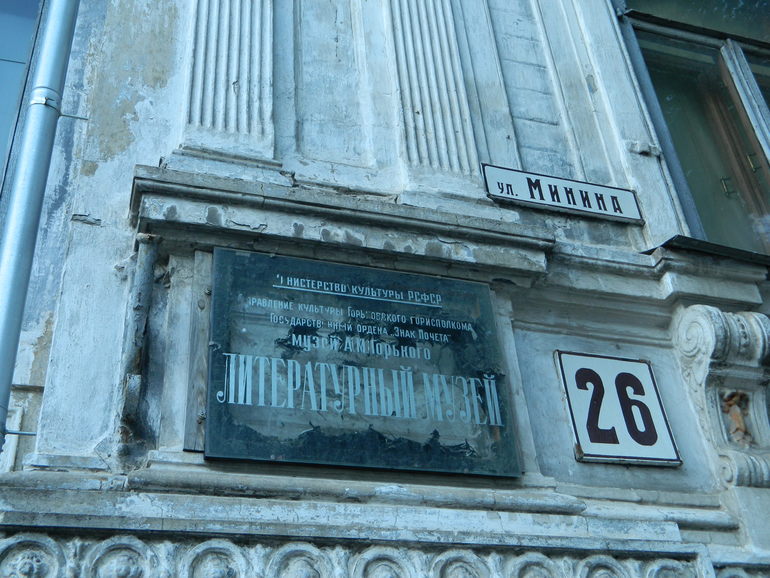 ул. Минина
нистерство культуры РСФСР
равление культуры Горьковского горисполкома
Государственный ордена "Знак Почета"
музей А.М.Горького
ЛИТЕРАТУРНЫЙ МУЗЕЙ
26